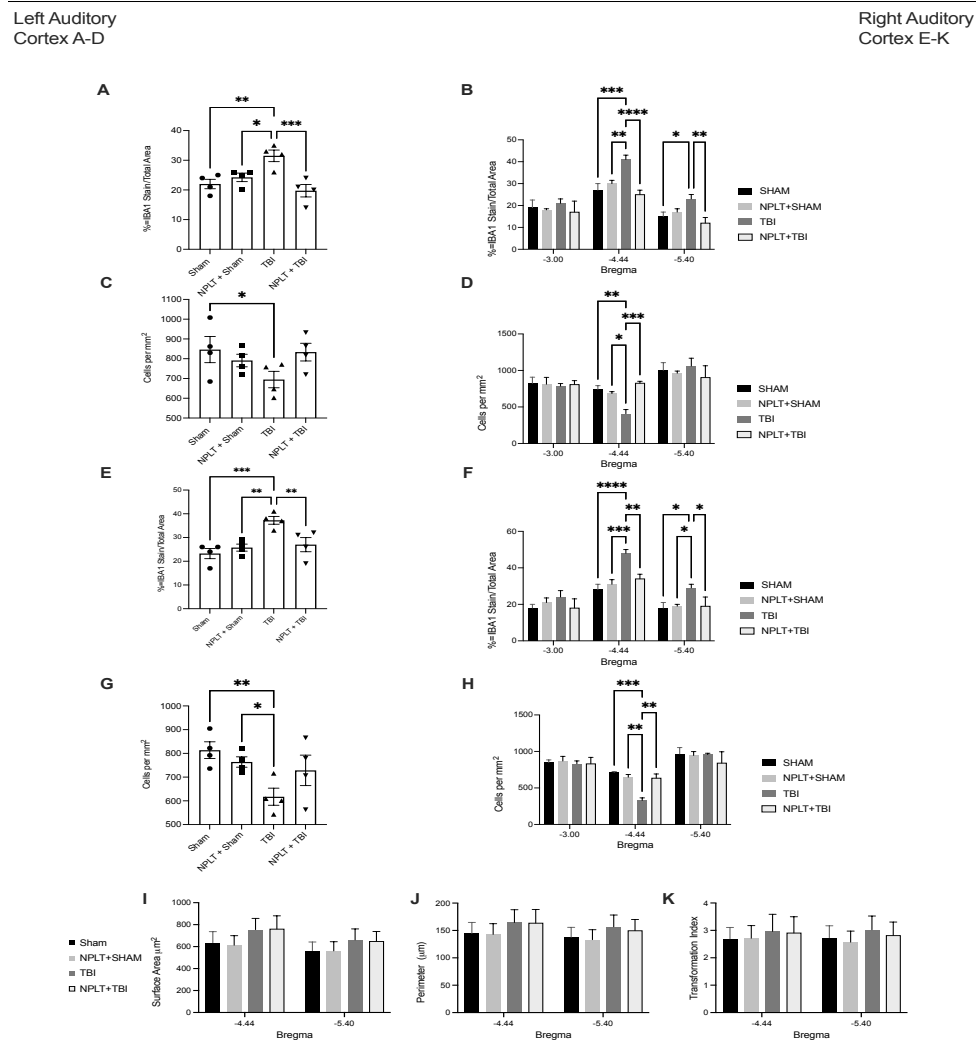 Left Auditory
Cortex A-D
Right Auditory
Cortex E-K
A
**
*
***
%=IBA1 Stain/Total Area
40
30
20
10
0
Sham
NPLT + Sham
TBI
NPLT + TBI
B
***
****
**
*
**
%=IBA1 Stain/Total Area
50
40
30
20
10
0
-3.00
-4.44
-5.40
Bregma
SHAM
NPLT+SHAM
TBI
NPLT+TBI
C
*
Cells per mm²
1100
1000
900
800
700
600
500
Sham
NPLT + Sham
TBI
NPLT + TBI
D
**
***
*
Cells per mm²
1500
1000
500
0
-3.00
-4.44
-5.40
Bregma
SHAM
NPLT+SHAM
TBI
NPLT+TBI
E
***
**
**
%=IBA1 Stain/Total Area
50
40
30
20
10
0
Sham
NPLT + Sham
TBI
NPLT + TBI
F
****
**
***
*
*
*
%=IBA1 Stain/Total Area
60
40
20
0
-3.00
-4.44
-5.40
Bregma
SHAM
NPLT+SHAM
TBI
NPLT+TBI
G
**
*
Cells per mm²
1000
900
800
700
600
500
Sham
NPLT + Sham
TBI
NPLT + TBI
H
***
**
**
Cells per mm²
1500
1000
500
0
-3.00
-4.44
-5.40
Bregma
SHAM
NPLT+SHAM
TBI
NPLT+TBI
Sham
NPLT+SHAM
TBI
NPLT+TBI
I
Surface Area µm²
1000
800
600
400
200
0
-4.44
-5.40
Bregma
J
Perimeter (µm)
200
150
100
50
0
-4.44
-5.40
Bregma
K
Transformation Index
4
3
2
1
0
-4.44
-5.40
Bregma